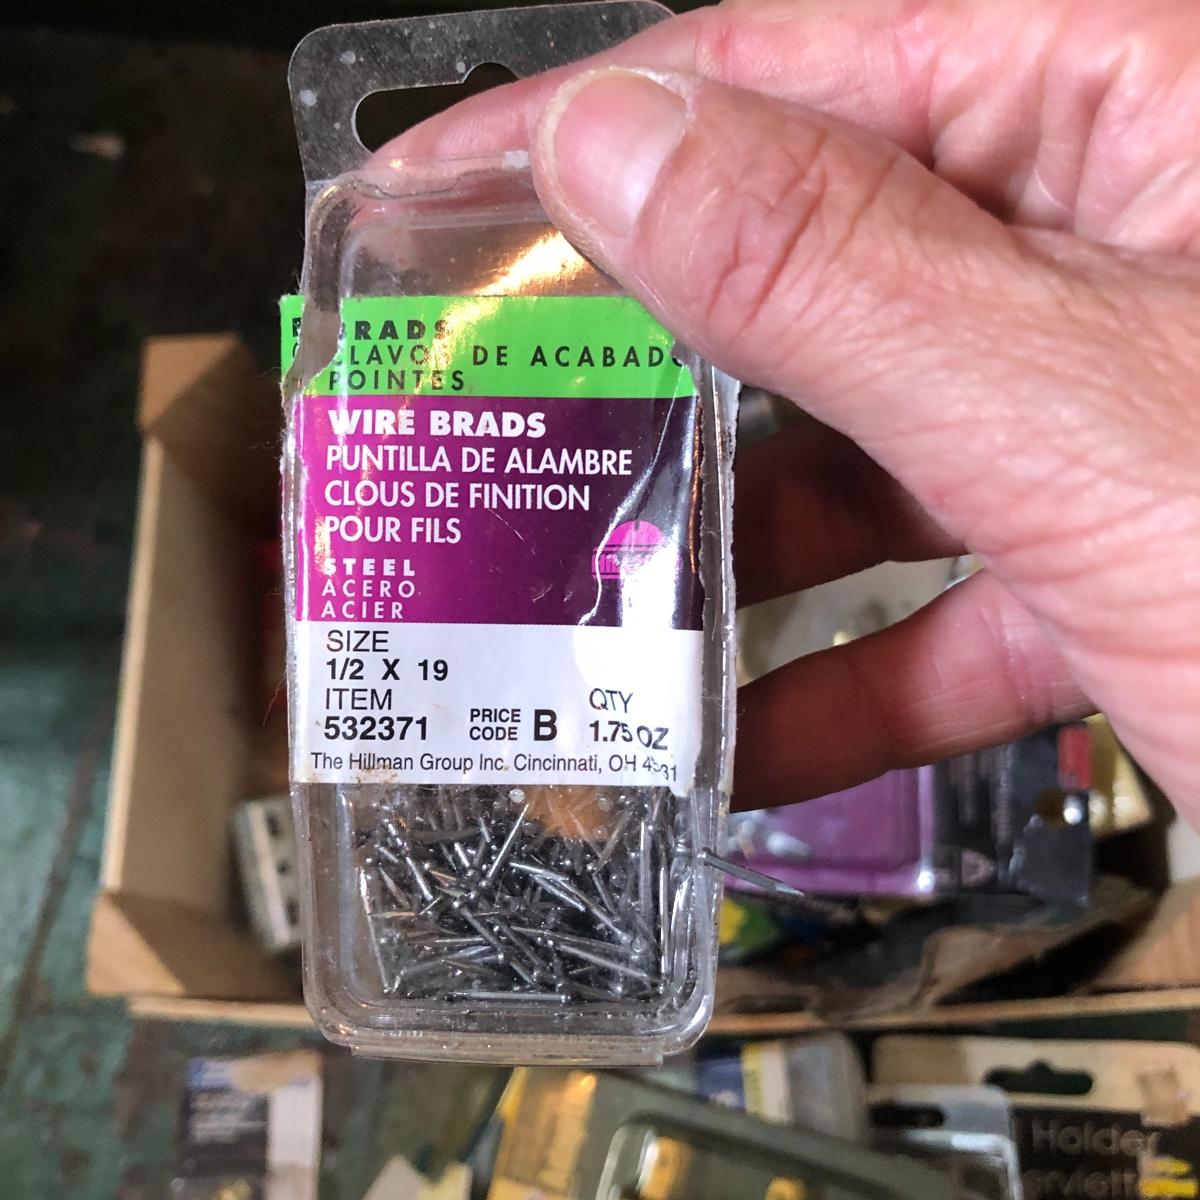 BRADS
CLAVOS DE ACABADO
POINTES
WIRE BRADS
PUNTILLA DE ALAMBRE
CLOUS DE FINITION
POUR FILS
STEEL
ACERO
ACIER
SIZE
1/2 X 19
ITEM
532371
PRICE
CODE B
QTY
1.75 OZ
The Hillman Group Inc. Cincinnati, OH
Holder